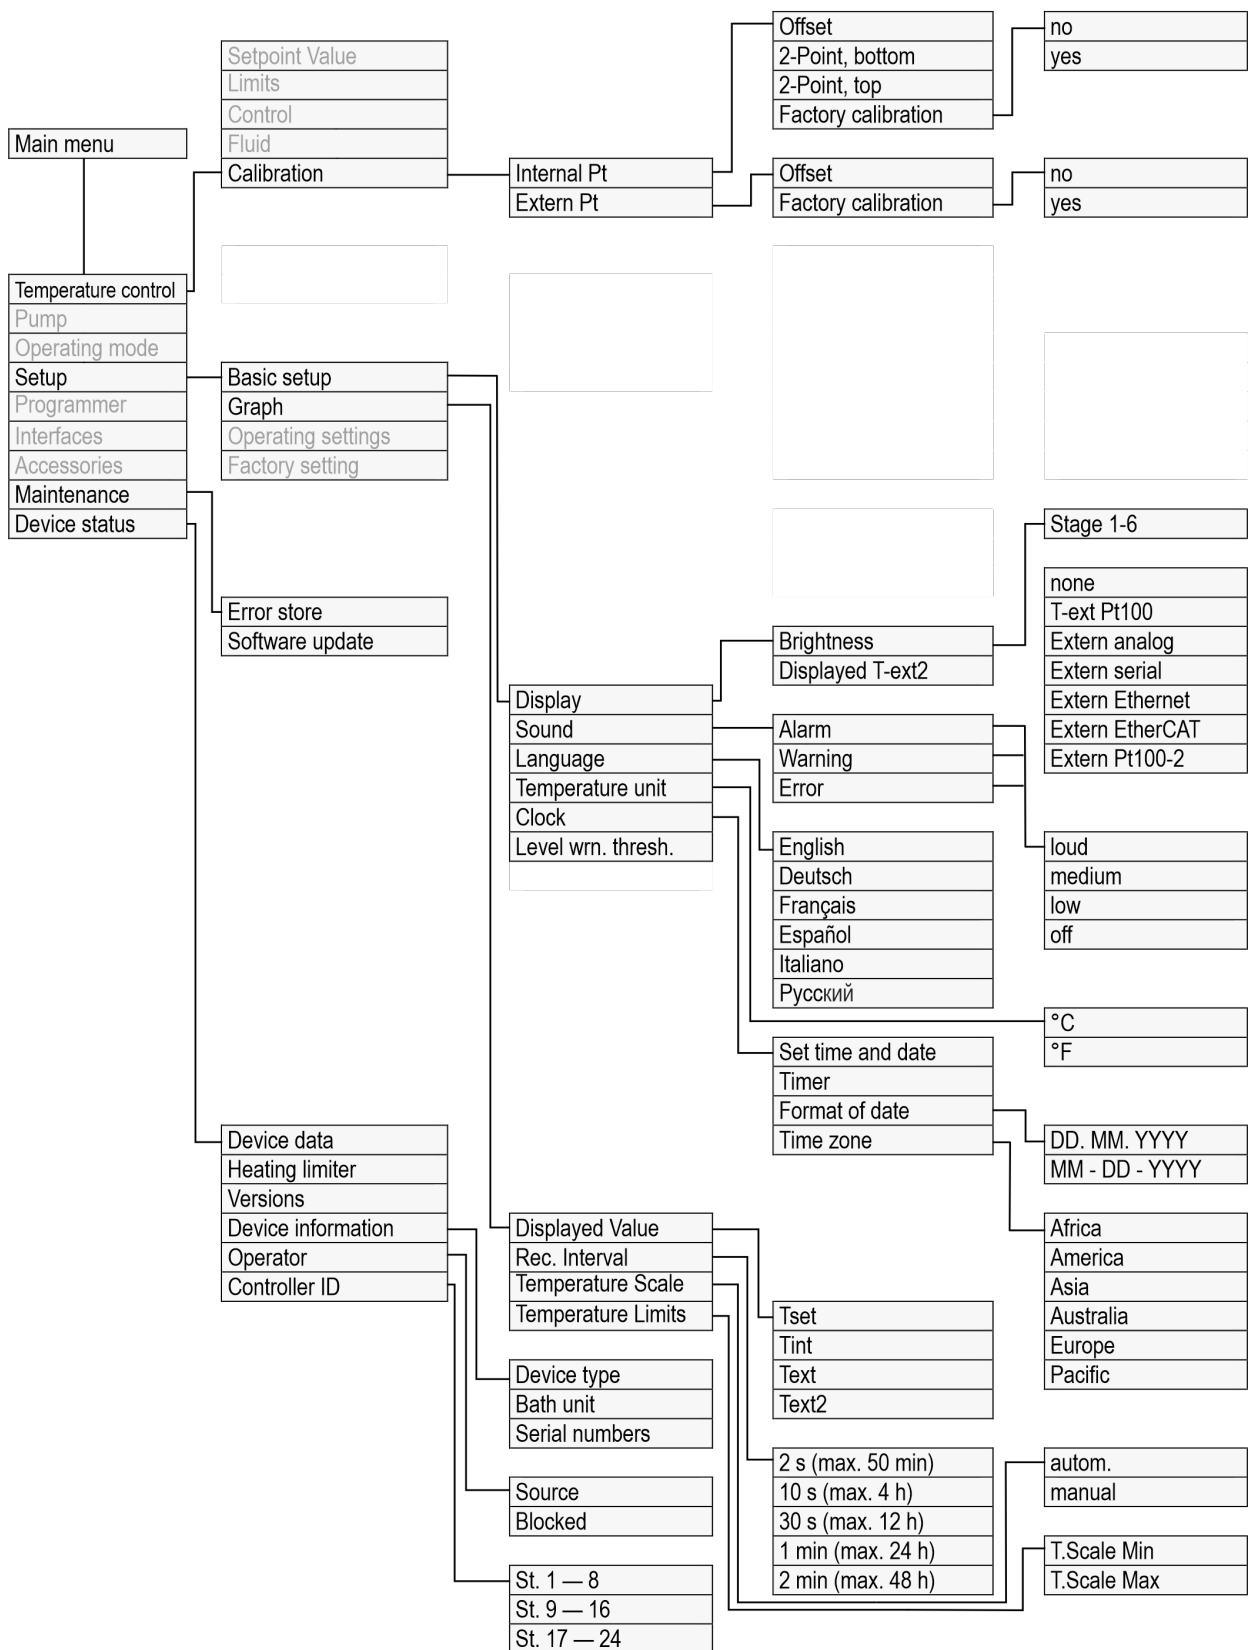 Main menu
Temperature control
Pump
Operating mode
Setup
Programmer
Interfaces
Accessories
Maintenance
Device status
Setpoint Value
Limits
Control
Fluid
Calibration
Basic setup
Graph
Operating settings
Factory setting
Error store
Software update
Device data
Heating limiter
Versions
Device information
Operator
Controller ID
Internal Pt
Extern Pt
Display
Sound
Language
Temperature unit
Clock
Level wrn. thresh.
Displayed Value
Rec. Interval
Temperature Scale
Temperature Limits
Device type
Bath unit
Serial numbers
Source
Blocked
St. 1 — 8
St. 9 — 16
St. 17 — 24
Offset
2-Point, bottom
2-Point, top
Factory calibration
Offset
Factory calibration
Brightness
Displayed T-ext2
Alarm
Warning
Error
English
Deutsch
Français
Español
Italiano
Русский
Set time and date
Timer
Format of date
Time zone
Tset
Tint
Text
Text2
2 s (max. 50 min)
10 s (max. 4 h)
30 s (max. 12 h)
1 min (max. 24 h)
2 min (max. 48 h)
no
yes
no
yes
Stage 1-6
none
T-ext Pt100
Extern analog
Extern serial
Extern Ethernet
Extern EtherCAT
Extern Pt100-2
loud
medium
low
off
°C
°F
DD. MM. YYYY
MM - DD - YYYY
Africa
America
Asia
Australia
Europe
Pacific
autom.
manual
T.Scale Min
T.Scale Max